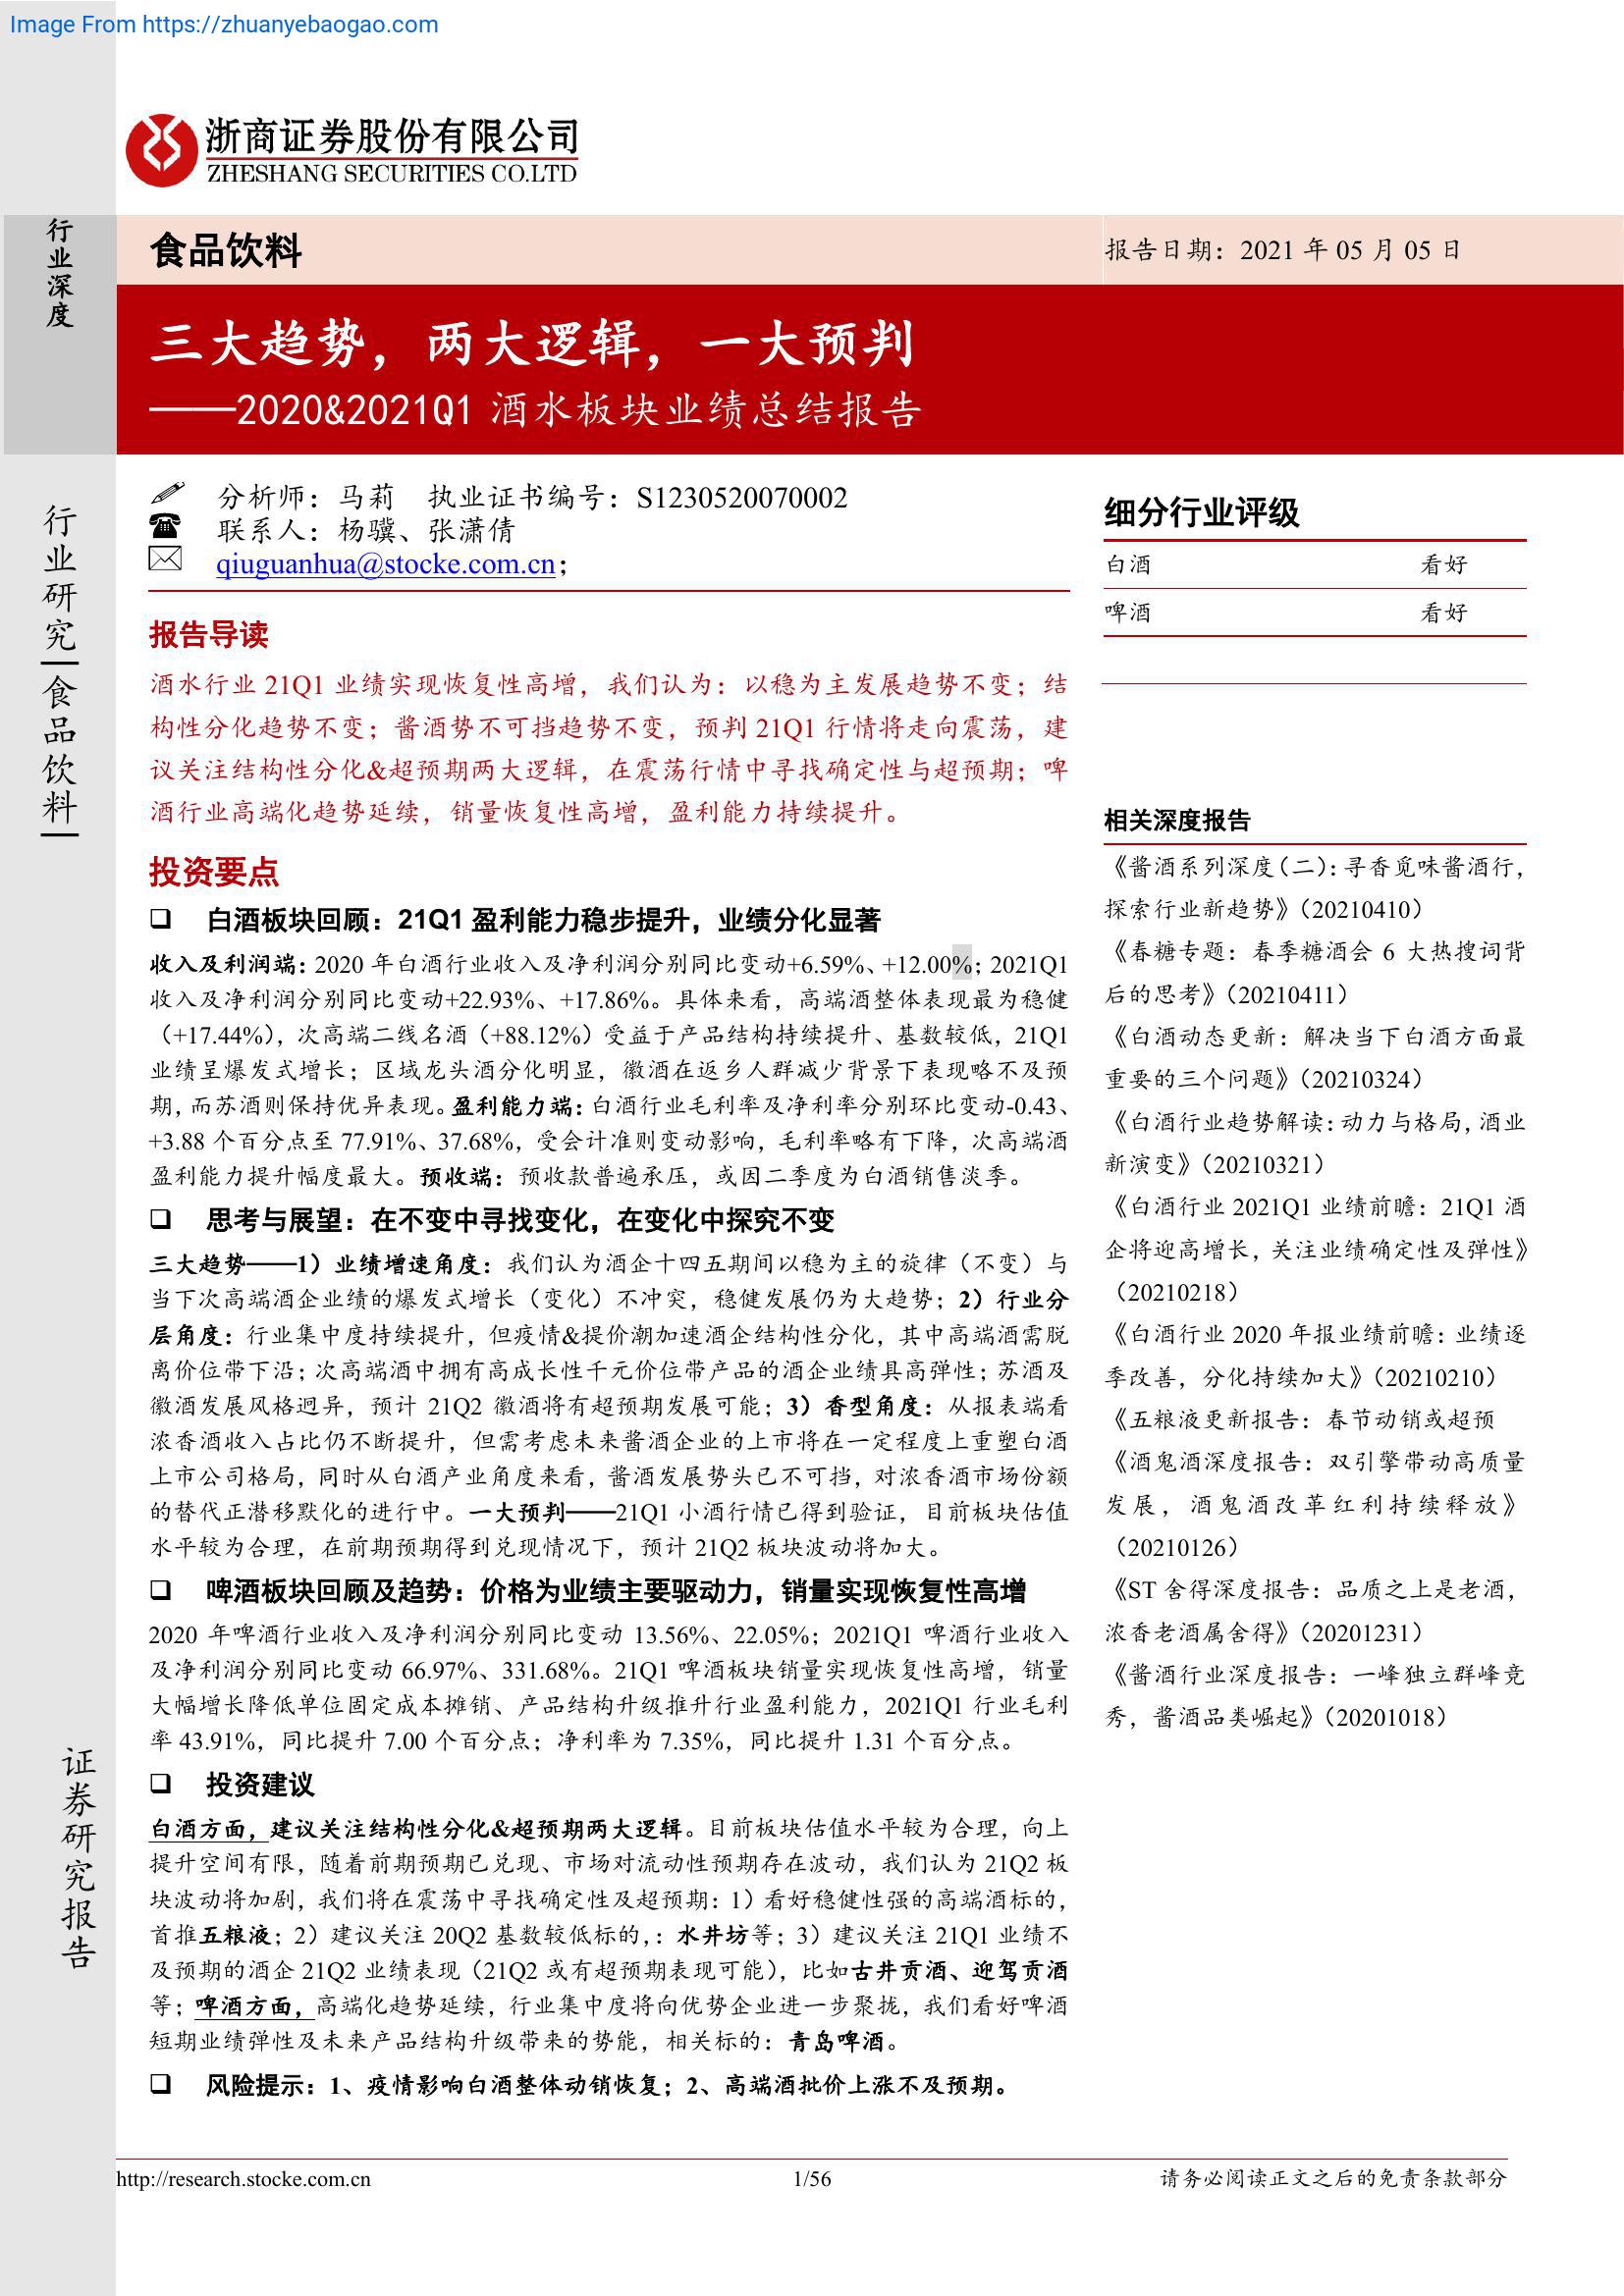 Image From https://zhuanyebaogao.com
浙商证券股份有限公司
ZHESHANG SECURITIES CO.LTD
行业深度
食品饮料
报告日期：2021 年 05 月 05 日
三大趋势，两大逻辑，一大预判
——2020&2021Q1 酒水板块业绩总结报告
行业研究|食品饮料|
分析师：马莉 执业证书编号：S1230520070002
联系人：杨骥、张潇倩
qiuguanhua@stocke.com.cn；
报告导读
酒水行业 21Q1 业绩实现恢复性高增，我们认为：以稳为主发展趋势不变；结
构性分化趋势不变；酱酒势不可挡趋势不变，预判 21Q1 行情将走向震荡，建
议关注结构性分化&超预期两大逻辑，在震荡行情中寻找确定性与超预期；啤
酒行业高端化趋势延续，销量恢复性高增，盈利能力持续提升。
投资要点
❑ 白酒板块回顾：21Q1 盈利能力稳步提升，业绩分化显著
收入及利润端：2020 年白酒行业收入及净利润分别同比变动+6.59%、+12.00%；2021Q1
收入及净利润分别同比变动+22.93%、+17.86%。具体来看，高端酒整体表现最为稳健
（+17.44%），次高端二线名酒（+88.12%）受益于产品结构持续提升、基数较低，21Q1
业绩呈爆发式增长；区域龙头酒分化明显，徽酒在返乡人群减少背景下表现略不及预
期，而苏酒则保持优异表现。盈利能力端：白酒行业毛利率及净利率分别环比变动-0.43、
+3.88 个百分点至 77.91%、37.68%，受会计准则变动影响，毛利率略有下降，次高端酒
盈利能力提升幅度最大。预收端：预收款普遍承压，或因二季度为白酒销售淡季。
❑ 思考与展望：在不变中寻找变化，在变化中探究不变
三大趋势——1）业绩增速角度：我们认为酒企十四五期间以稳为主的旋律（不变）与
当下次高端酒企业绩的爆发式增长（变化）不冲突，稳健发展仍为大趋势；2）行业分
层角度：行业集中度持续提升，但疫情&提价潮加速酒企结构性分化，其中高端酒需脱
离价位带下沿；次高端酒中拥有高成长性千元价位带产品的酒企业绩具高弹性；苏酒及
徽酒发展风格迥异，预计 21Q2 徽酒将有超预期发展可能；3）香型角度：从报表端看
浓香酒收入占比仍不断提升，但需考虑未来酱酒企业的上市将在一定程度上重塑白酒
上市公司格局，同时从白酒产业角度来看，酱酒发展势头已不可挡，对浓香酒市场份额
的替代正潜移默化的进行中。一大预判——21Q1 小酒行情已得到验证，目前板块估值
水平较为合理，在前期预期得到兑现情况下，预计 21Q2 板块波动将加大。
❑ 啤酒板块回顾及趋势：价格为业绩主要驱动力，销量实现恢复性高增
2020 年啤酒行业收入及净利润分别同比变动 13.56%、22.05%；2021Q1 啤酒行业收入
及净利润分别同比变动 66.97%、331.68%。21Q1 啤酒板块销量实现恢复性高增，销量
大幅增长降低单位固定成本摊销、产品结构升级推升行业盈利能力，2021Q1 行业毛利
率 43.91%，同比提升 7.00 个百分点；净利率为 7.35%，同比提升 1.31 个百分点。
❑ 投资建议
白酒方面，建议关注结构性分化&超预期两大逻辑。目前板块估值水平较为合理，向上
提升空间有限，随着前期预期已兑现、市场对流动性预期存在波动，我们认为 21Q2 板
块波动将加剧，我们将在震荡中寻找确定性及超预期：1）看好稳健性强的高端酒标的，
首推五粮液；2）建议关注 20Q2 基数较低标的，：水井坊等；3）建议关注 21Q1 业绩不
及预期的酒企 21Q2 业绩表现（21Q2 或有超预期表现可能），比如古井贡酒、迎驾贡酒
等；啤酒方面，高端化趋势延续，行业集中度将向优势企业进一步聚拢，我们看好啤酒
短期业绩弹性及未来产品结构升级带来的势能，相关标的：青岛啤酒。
❑ 风险提示：1、疫情影响白酒整体动销恢复；2、高端酒批价上涨不及预期。
细分行业评级
白酒 看好
啤酒 看好
相关深度报告
《酱酒系列深度（二）：寻香觅味酱酒行，
探索行业新趋势》（20210410）
《春糖专题：春季糖酒会 6 大热搜词背
后的思考》（20210411）
《白酒动态更新：解决当下白酒方面最
重要的三个问题》（20210324）
《白酒行业趋势解读：动力与格局，酒业
新演变》（20210321）
《白酒行业 2021Q1 业绩前瞻：21Q1 酒
企将迎高增长，关注业绩确定性及弹性》
（20210218）
《白酒行业 2020 年报业绩前瞻：业绩逐
季改善，分化持续加大》（20210210）
《五粮液更新报告：春节动销或超预
《酒鬼酒深度报告：双引擎带动高质量
发展，酒鬼酒改革红利持续释放》
（20210126）
《ST 舍得深度报告：品质之上是老酒，
浓香老酒属舍得》（20201231）
《酱酒行业深度报告：一峰独立群峰竞
秀，酱酒品类崛起》（20201018）
证券研究报告
http://research.stocke.com.cn
1/56
请务必阅读正文之后的免责条款部分